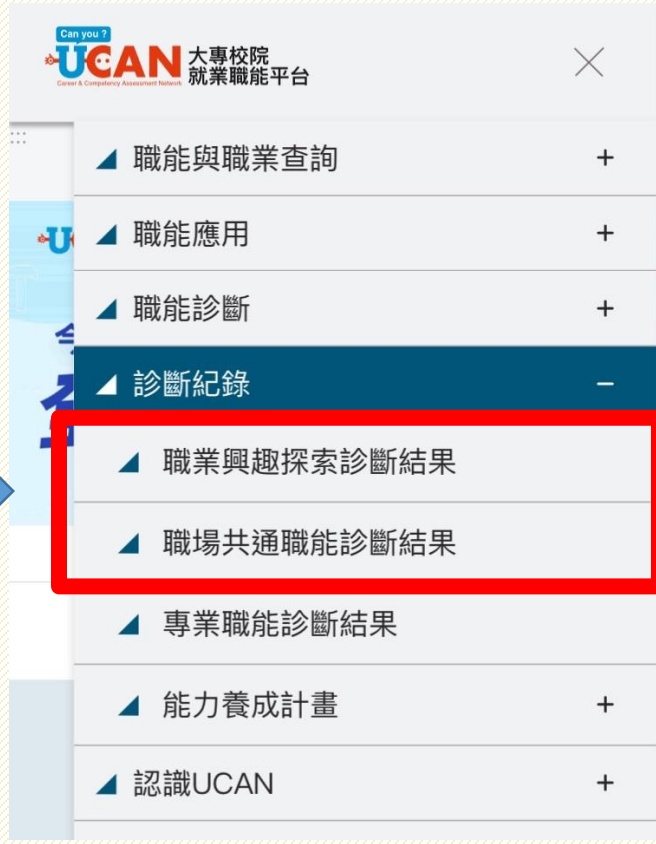 Can you ?
UCAN 大專校院
就業職能平台
Career & Competency Assessment Network
職能與職業查詢
職能應用
職能診斷
診斷紀錄
職業興趣探索診斷結果
職場共通職能診斷結果
專業職能診斷結果
能力養成計畫
認識UCAN